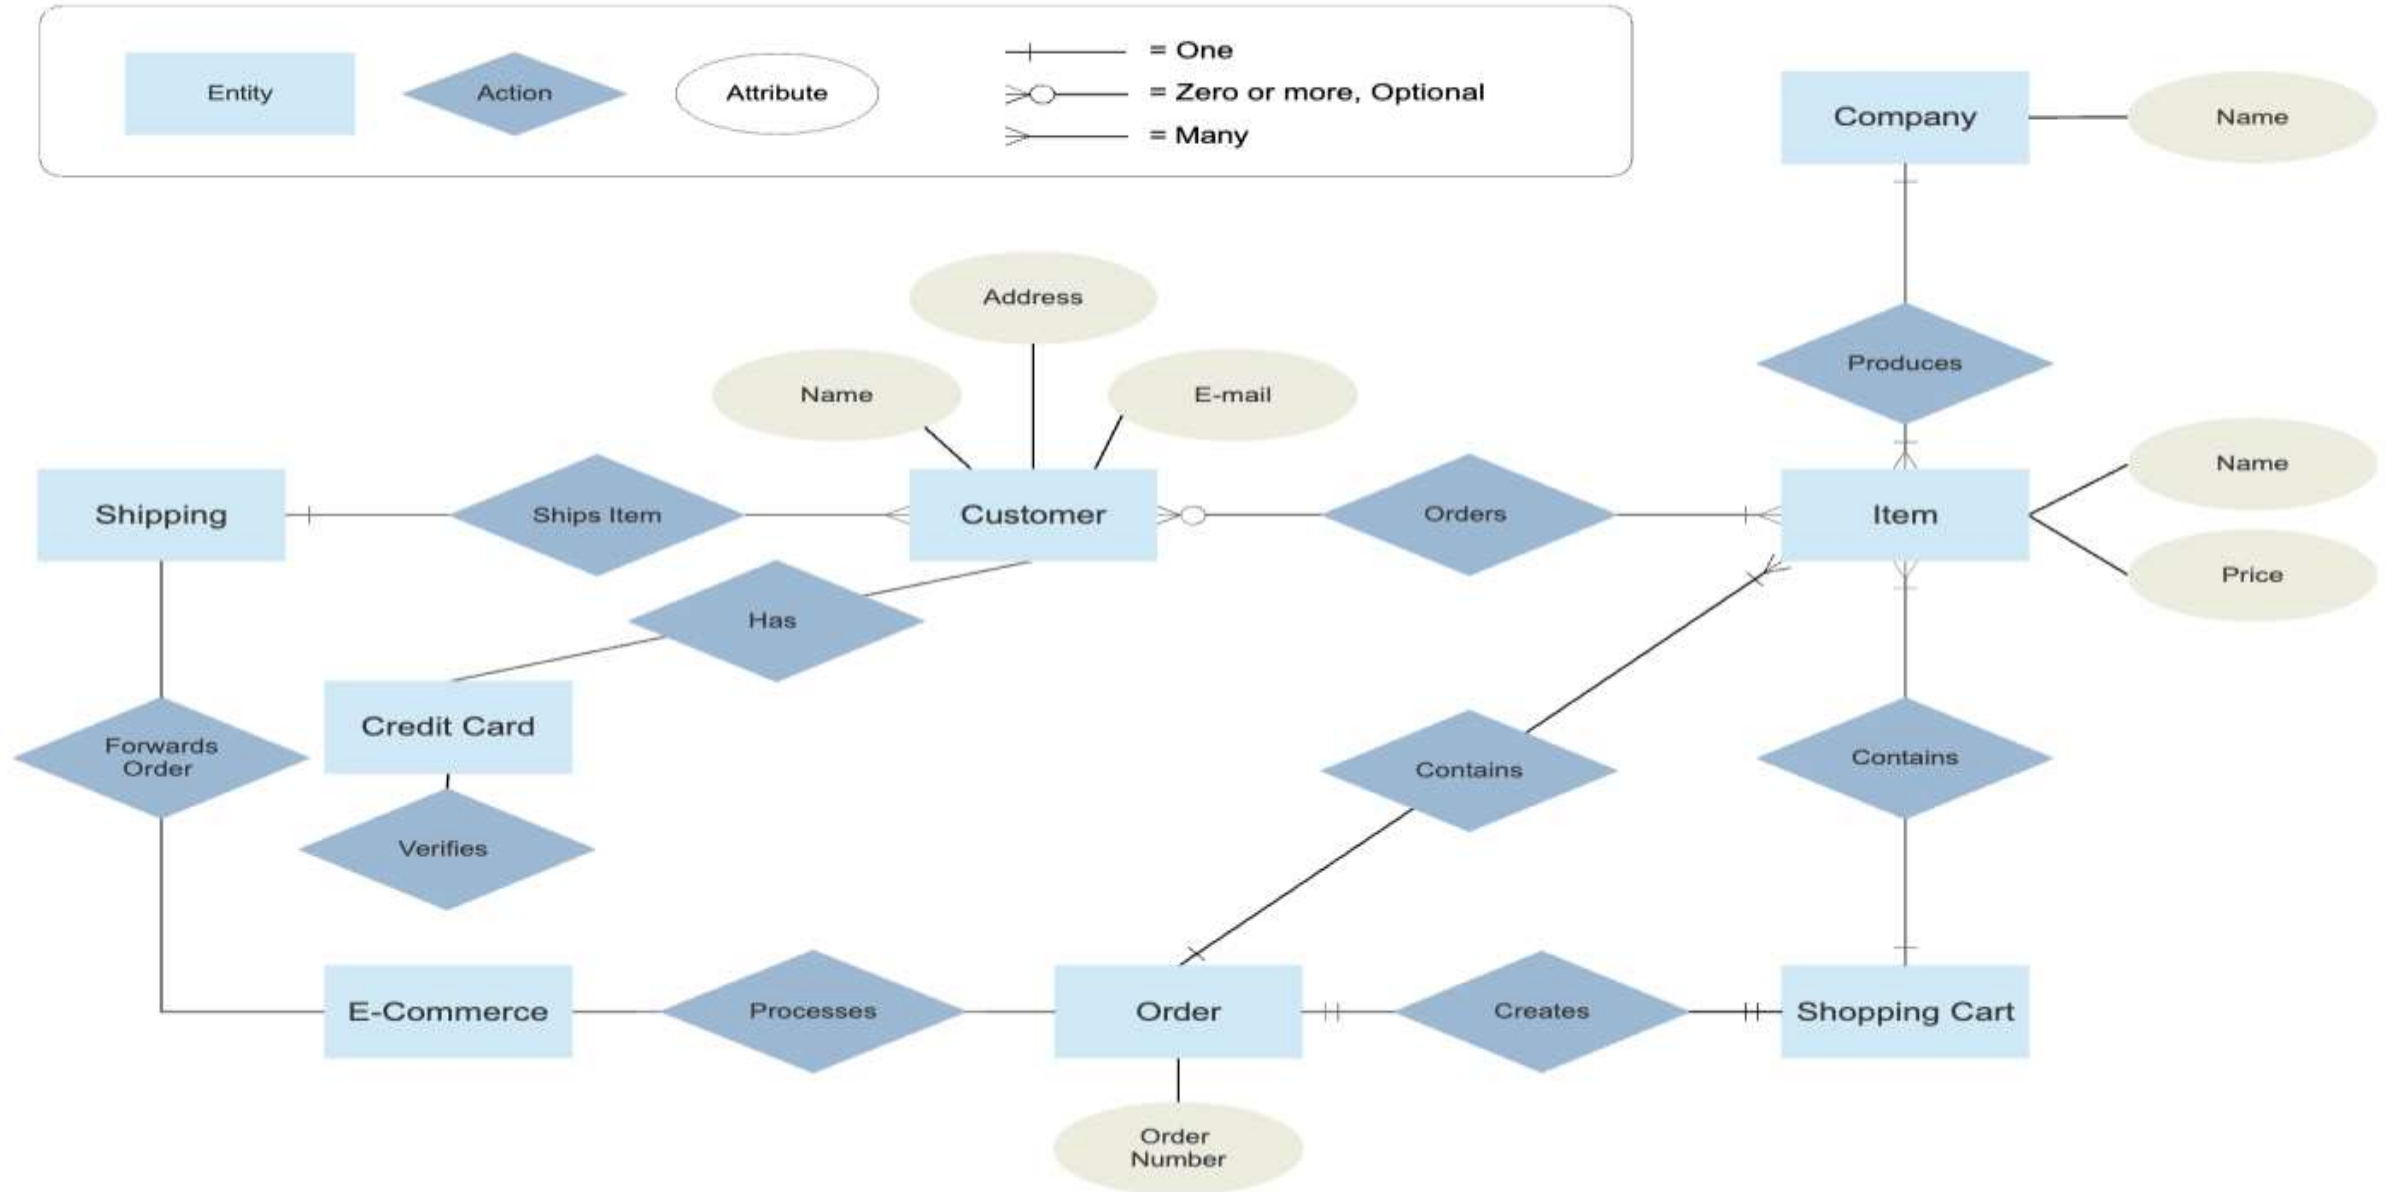 Entity
Action
Attribute
= One
= Zero or more, Optional
= Many
Company
Name
Address
Produces
Name
E-mail
Name
Shipping
Ships Item
Customer
Orders
Item
Price
Has
Credit Card
Forwards
Order
Contains
Contains
Verifies
E-Commerce
Processes
Order
Creates
Shopping Cart
Order
Number